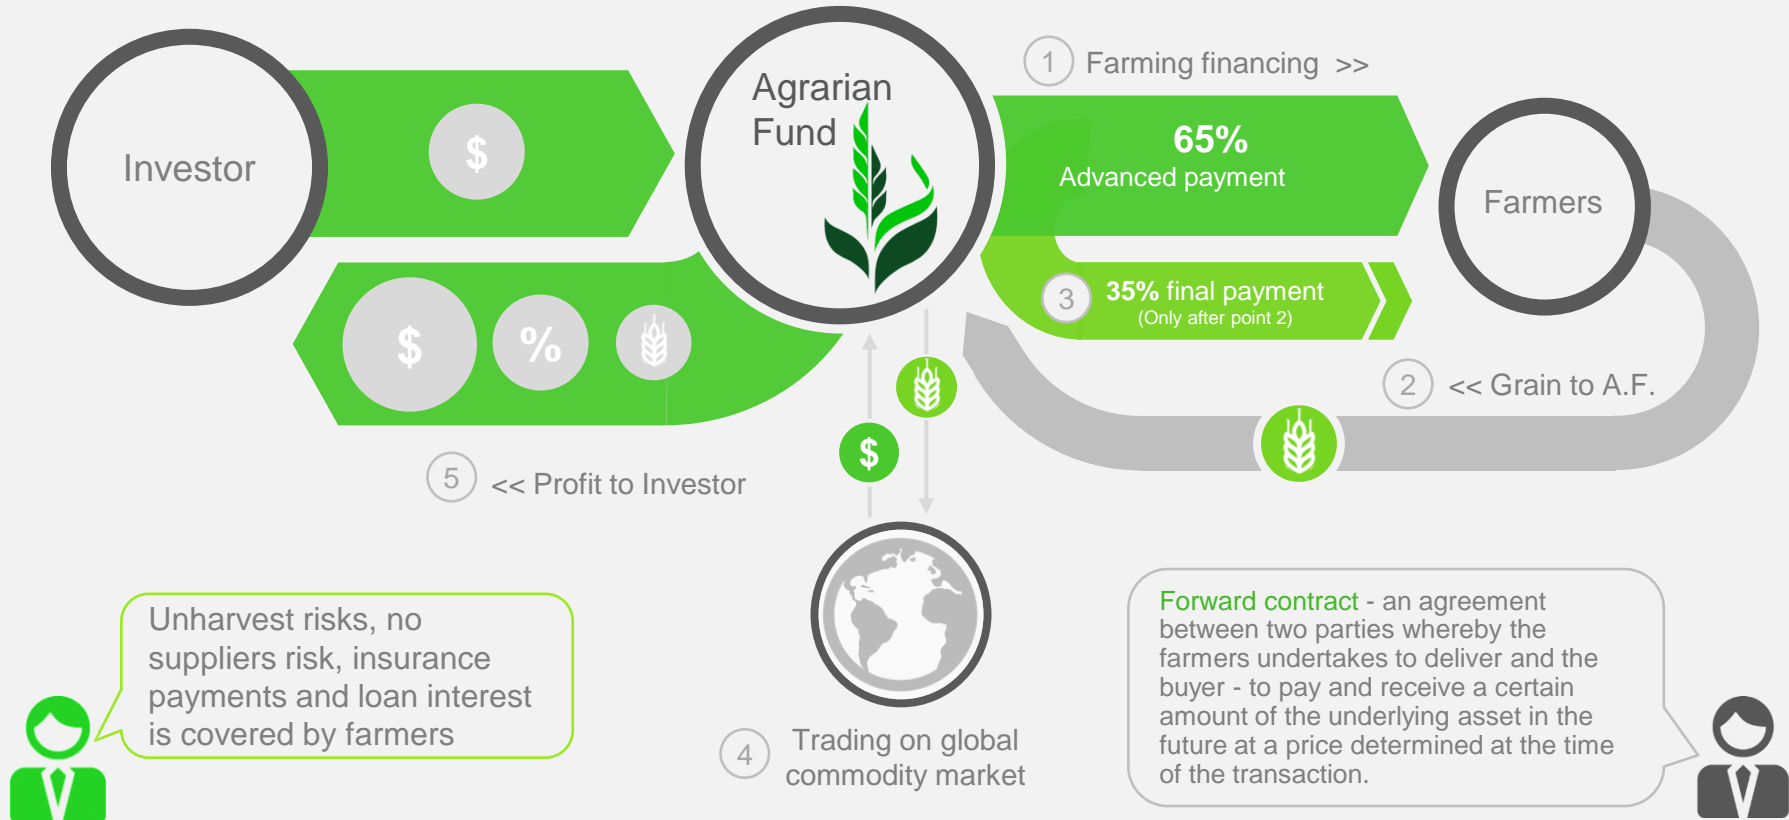 Investor
$
Agrarian
Fund
1 Farming financing >>
65%
Advanced payment
Farmers
3 35% final payment
(Only after point 2)
2 << Grain to A.F.
$ %
$
5 << Profit to Investor
4 Trading on global
commodity market
Unharvest risks, no
suppliers risk, insurance
payments and loan interest
is covered by farmers
Forward contract - an agreement
between two parties whereby the
farmers undertakes to deliver and the
buyer - to pay and receive a certain
amount of the underlying asset in the
future at a price determined at the time
of the transaction.